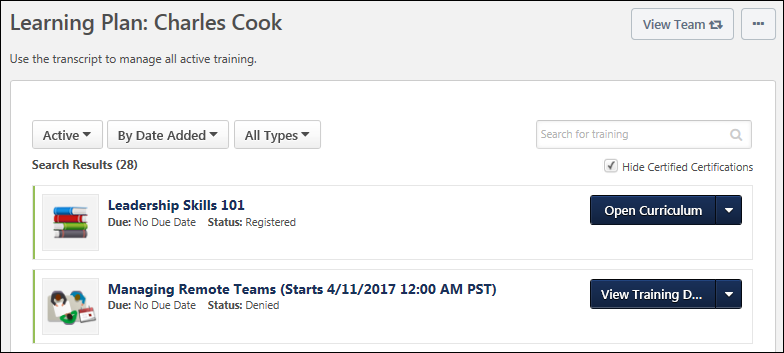 Learning Plan: Charles Cook
View Team
...
Use the transcript to manage all active training.
Active
By Date Added
All Types
Search for training
Search Results (28)
Hide Certified Certifications
Leadership Skills 101
Due: No Due Date Status: Registered
Open Curriculum
Managing Remote Teams (Starts 4/11/2017 12:00 AM PST)
Due: No Due Date Status: Denied
View Training D...